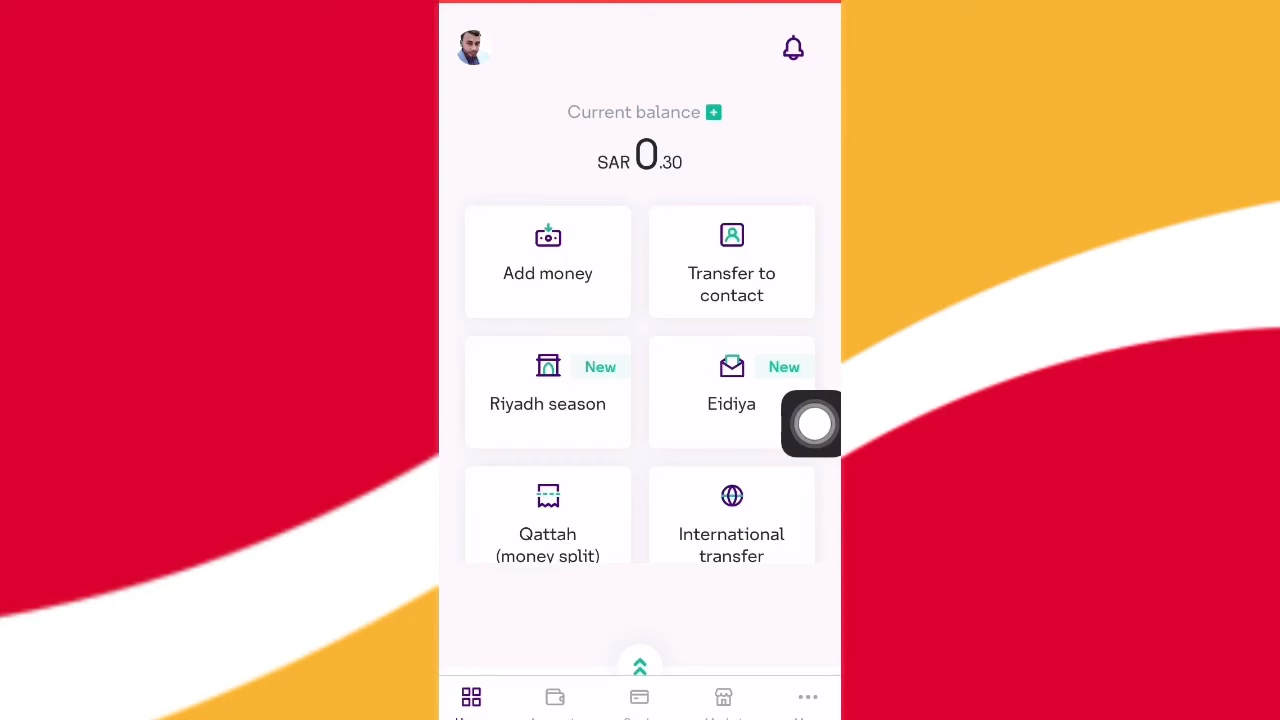 Current balance
SAR 0.30
Add money
Transfer to
contact
New
Riyadh season
New
Eidiya
Qattah
(money split)
International
transfer